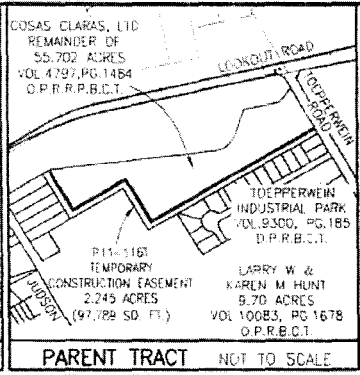 COSAS CLARAS, LTD
REMAINDER OF
55.702 ACRES
VOL.4797,PG.1464
O.P.R.R.P.B.C.T.
LOOKOUT ROAD
TOEPPERWEIN
ROAD
TOEPPERWEIN
INDUSTRIAL PARK
VOL.9300, PG.185
D.P.R.B.C.T.
P11-1161
TEMPORARY
CONSTRUCTION EASEMENT
2.245 ACRES
(97,789 SQ. FT.)
LARRY W &
KAREN M HUNT
9.70 ACRES
VOL 10083, PG 1678
O.P.R.B.C.T.
JUDSON
PARENT TRACT NOT TO SCALE